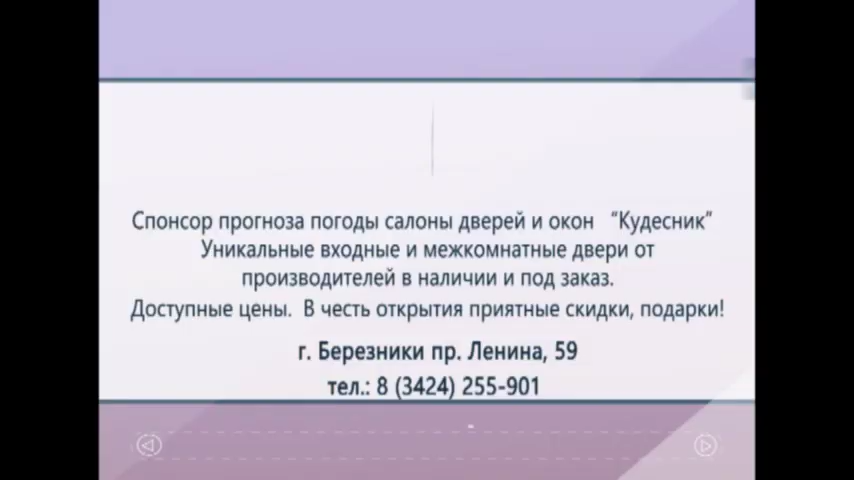 Спонсор прогноза погоды салоны дверей и окон "Кудесник"
Уникальные входные и межкомнатные двери от
производителей в наличии и под заказ.
Доступные цены. В честь открытия приятные скидки, подарки!
г. Березники пр. Ленина, 59
тел.: 8 (3424) 255-901